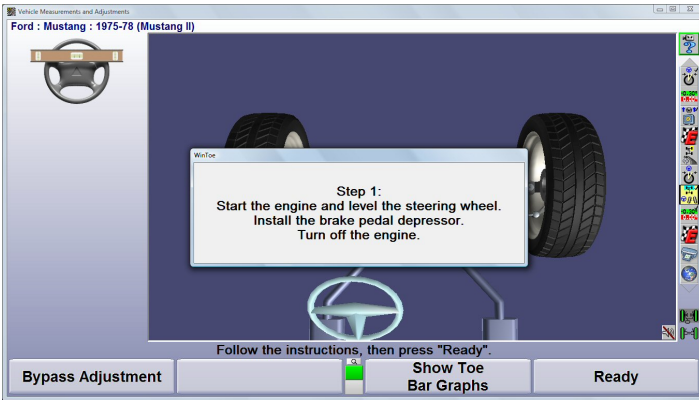 Vehicle Measurements and Adjustments
Ford : Mustang : 1975-78 (Mustang II)
WinToe
Step 1:
Start the engine and level the steering wheel.
Install the brake pedal depressor.
Turn off the engine.
Follow the instructions, then press "Ready".
Bypass Adjustment
Show Toe
Bar Graphs
Ready